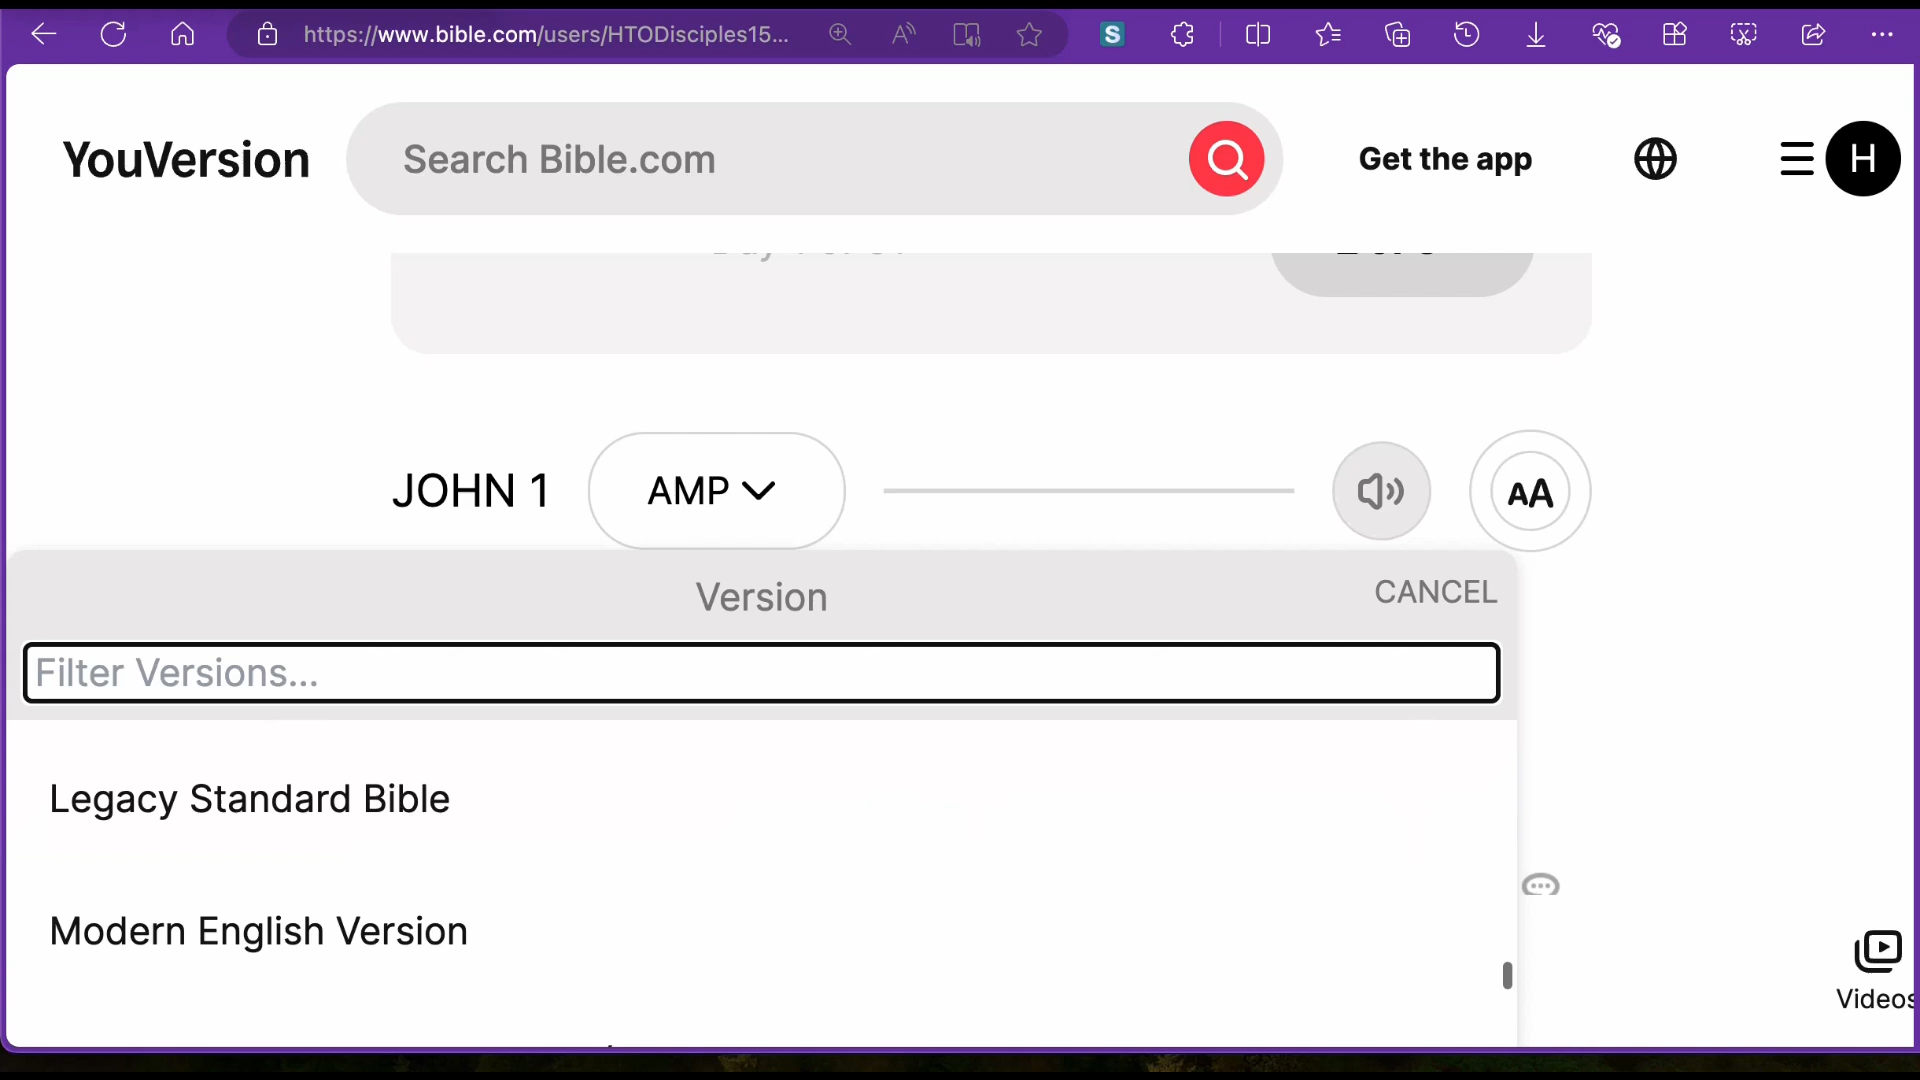 https://www.bible.com/users/HTODisciples15...
S
YouVersion
Search Bible.com
Get the app
H
JOHN 1
AMP
AA
Version
CANCEL
Filter Versions...
Legacy Standard Bible
Modern English Version
Videos